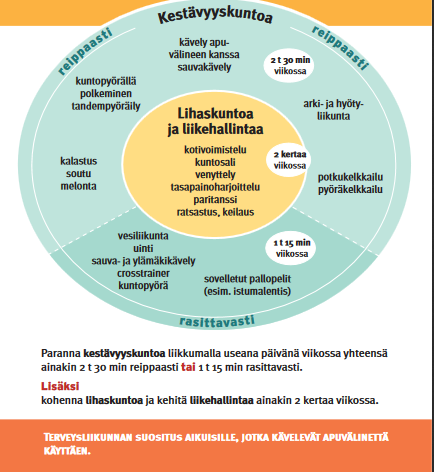 Kestävyyskuntoa
reippaasti
reippaasti
kävely apu-
välineen kanssa
sauvakävely
2 t 30 min
viikossa
kuntopyörällä
polkeminen
tandempyöräily
arki- ja hyöty-
liikunta
Lihaskuntoa
ja liikehallintaa
kotivoimistelu
kuntosali
venyttely
tasapainoharjoittelu
paritanssi
ratsastus, keilaus
2 kertaa
viikossa
kalastus
soutu
melonta
potkukelkkailu
pyöräkelkkailu
vesiliikunta
uinti
sauva- ja ylämäkikävely
crosstrainer
kuntopyörä
1 t 15 min
viikossa
sovelletut pallopelit
(esim. istumalentis)
rasittavasti
Paranna kestävyyskuntoa liikkumalla useana päivänä viikossa yhteensä
ainakin 2 t 30 min reippaasti tai 1 t 15 min rasittavasti.
Lisäksi
kohenna lihaskuntoa ja kehitä liikehallintaa ainakin 2 kertaa viikossa.
TERVEYSLIIKUNNAN SUOSITUS AIKUISILLE, JOTKA KÄVELEVÄT APUVÄLINETTÄ
KÄYTTÄEN.